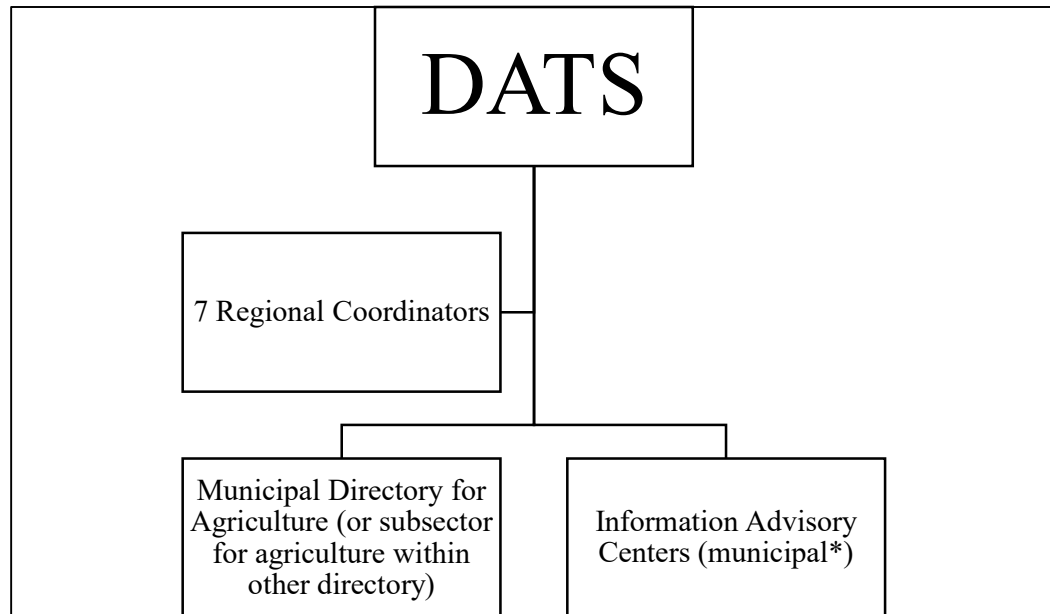 DATS
7 Regional Coordinators
Municipal Directory for
Agriculture (or subsector
for agriculture within
other directory)
Information Advisory
Centers (municipal*)